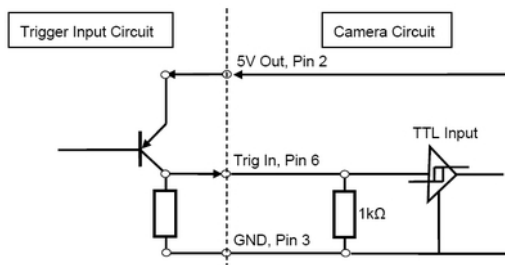 Trigger Input Circuit
Camera Circuit
5V Out, Pin 2
TTL Input
Trig In, Pin 6
1kΩ
GND, Pin 3